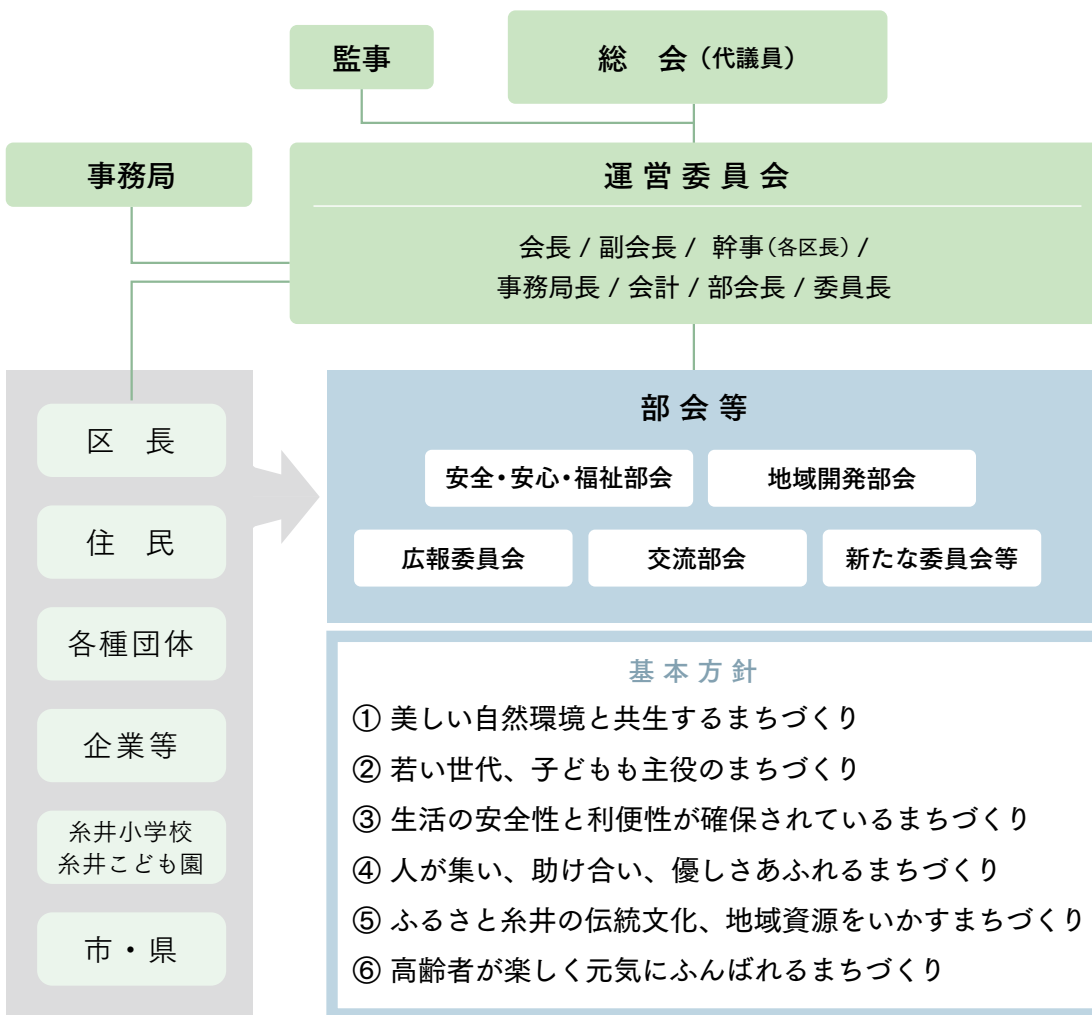 監事
総　会（代議員）
事務局
運営委員会
会長 / 副会長 / 幹事（各区長）/
事務局長 / 会計 / 部会長 / 委員長
区　長
住　民
各種団体
企業等
糸井小学校
糸井こども園
市・県
部会等
安全・安心・福祉部会
地域開発部会
広報委員会
交流部会
新たな委員会等
基本方針
① 美しい自然環境と共生するまちづくり
② 若い世代、子どもも主役のまちづくり
③ 生活の安全性と利便性が確保されているまちづくり
④ 人が集い、助け合い、優しさあふれるまちづくり
⑤ ふるさと糸井の伝統文化、地域資源をいかすまちづくり
⑥ 高齢者が楽しく元気にふんばれるまちづくり